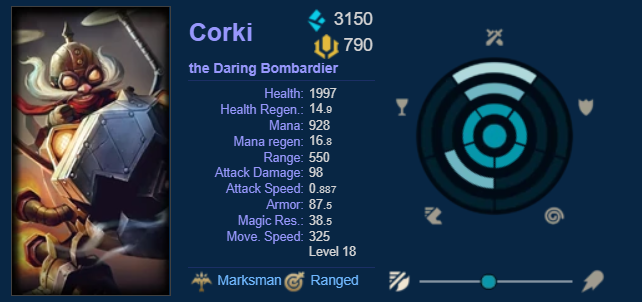 Corki
3150
790
the Daring Bombardier
Health: 1997
Health Regen.: 14.9
Mana: 928
Mana regen: 16.8
Range: 550
Attack Damage: 98
Attack Speed: 0.887
Armor: 87.5
Magic Res.: 38.5
Move. Speed: 325
Level 18
Marksman Ranged